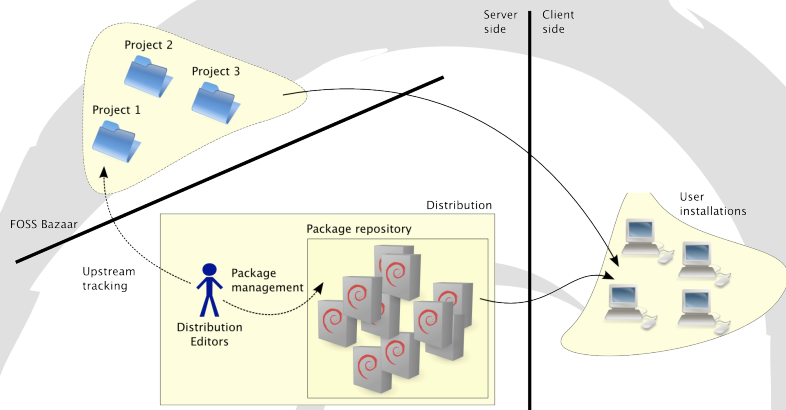 Server
side
Client
side
Project 2
Project 3
Project 1
FOSS Bazaar
User
installations
Distribution
Package repository
Upstream
tracking
Package
management
Distribution
Editors